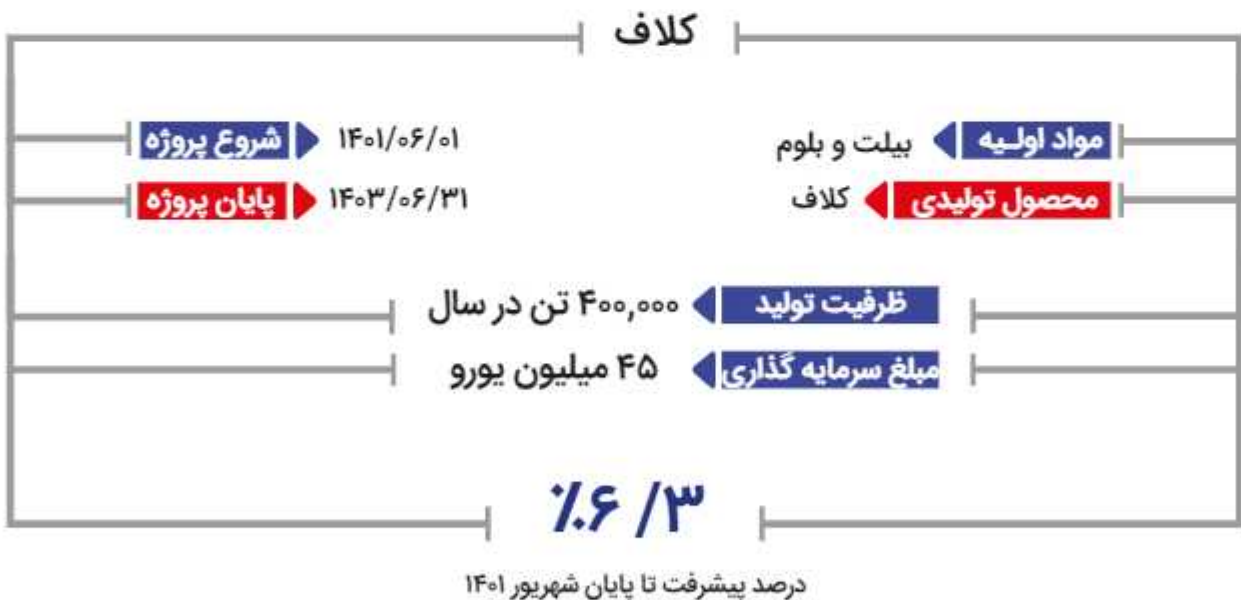 کلاف
مواد اولیه بیلت و بلوم
محصول تولیدی کلاف
شروع پروژه ۱۴۰۱/۰۶/۰۱
پایان پروژه ۱۴۰۳/۰۶/۳۱
ظرفیت تولید ۴۰۰,۰۰۰ تن در سال
مبلغ سرمایه گذاری ۴۵ میلیون یورو
٪۶ /۳
درصد پیشرفت تا پایان شهریور ۱۴۰۱